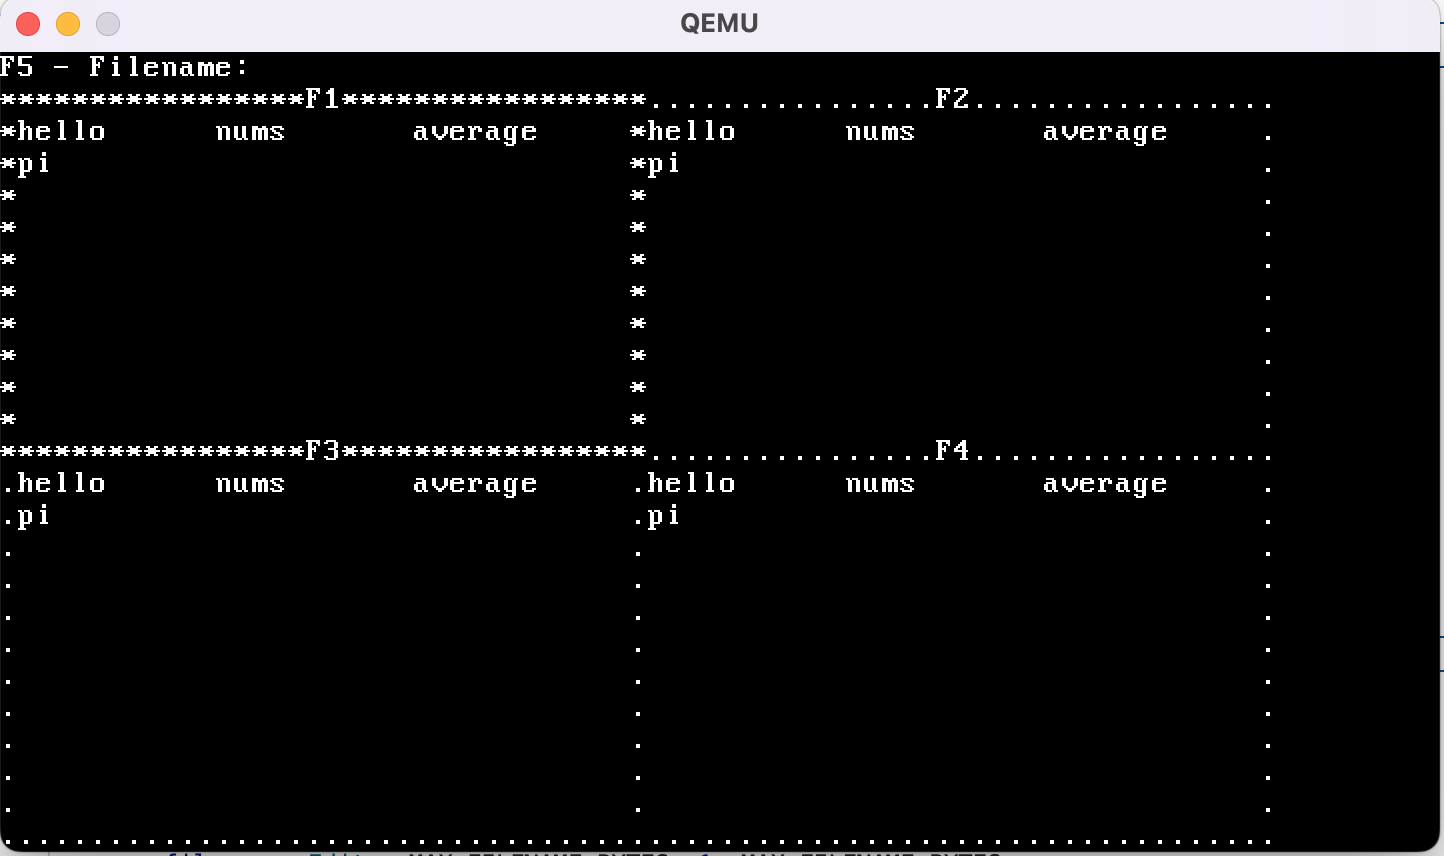 QEMU
F5 - Filename:
*****************F1*****************................F2.................
*hello      nums       average     *hello      nums       average     .
*pi                                *pi                                .
*                                  *                                  .
*                                  *                                  .
*                                  *                                  .
*                                  *                                  .
*                                  *                                  .
*                                  *                                  .
*                                  *                                  .
*                                  *                                  .
*****************F3*****************................F4.................
.hello      nums       average     .hello      nums       average     .
.pi                                .pi                                .
.                                  .                                  .
.                                  .                                  .
.                                  .                                  .
.                                  .                                  .
.                                  .                                  .
.                                  .                                  .
.                                  .                                  .
.                                  .                                  .
.                                  .                                  .
.......................................................................